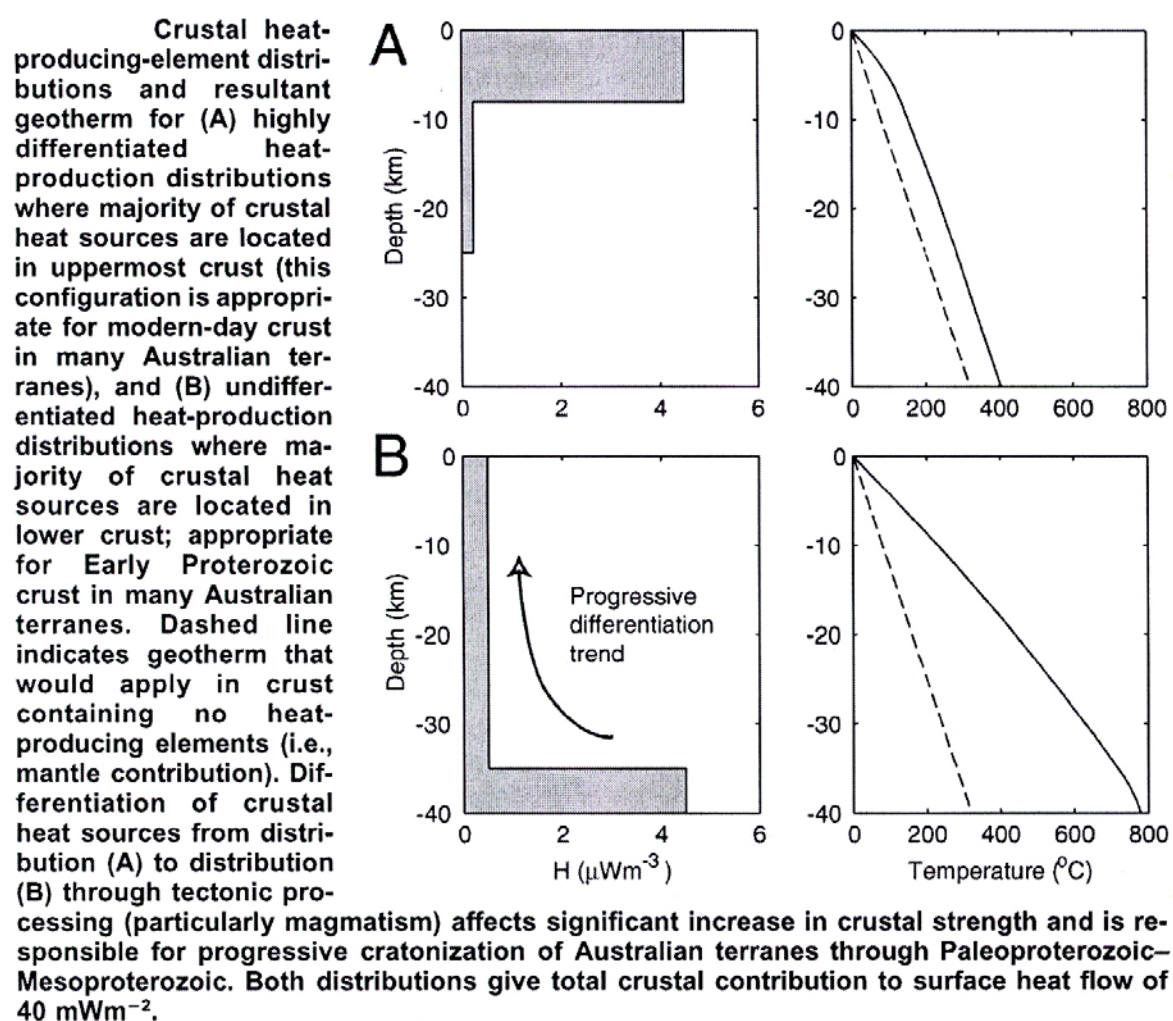 Crustal heat-
producing-element distri-
butions and resultant
geotherm for (A) highly
differentiated heat-
production distributions
where majority of crustal
heat sources are located
in uppermost crust (this
configuration is appropri-
ate for modern-day crust
in many Australian ter-
ranes), and (B) undiffer-
entiated heat-production
distributions where ma-
jority of crustal heat
sources are located in
lower crust; appropriate
for Early Proterozoic
crust in many Australian
terranes. Dashed line
indicates geotherm that
would apply in crust
containing no heat-
producing elements (i.e.,
mantle contribution). Dif-
ferentiation of crustal
heat sources from distri-
bution (A) to distribution
(B) through tectonic pro-
cessing (particularly magmatism) affects significant increase in crustal strength and is re-
sponsible for progressive cratonization of Australian terranes through Paleoproterozoic–
Mesoproterozoic. Both distributions give total crustal contribution to surface heat flow of
40 mWm⁻².
A
0
-10
-20
-30
-40
Depth (km)
0 2 4 6
0
-10
-20
-30
-40
0 200 400 600 800
B
0
-10
-20
-30
-40
Depth (km)
Progressive
differentiation
trend
0 2 4 6
H (μWm⁻³)
0
-10
-20
-30
-40
0 200 400 600 800
Temperature (°C)